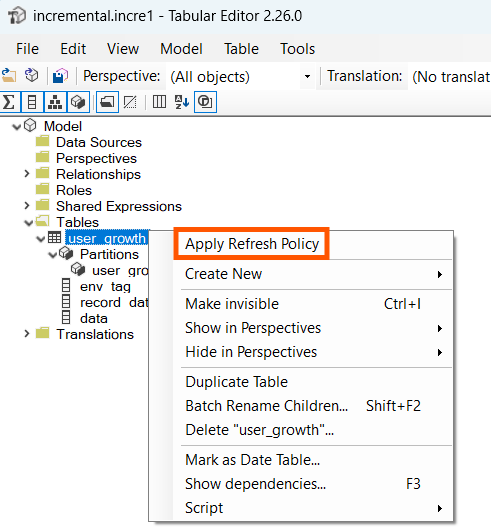 incremental.incre1 - Tabular Editor 2.26.0
File Edit View Model Table Tools
Perspective: (All objects) Translation: (No translat
Model
Data Sources
Perspectives
Relationships
Roles
Shared Expressions
Tables
user_growth
Partitions
user_gro
env_tag
record_dat
data
Translations
Apply Refresh Policy
Create New
Make invisible Ctrl+I
Show in Perspectives
Hide in Perspectives
Duplicate Table
Batch Rename Children... Shift+F2
Delete "user_growth"...
Mark as Date Table...
Show dependencies... F3
Script